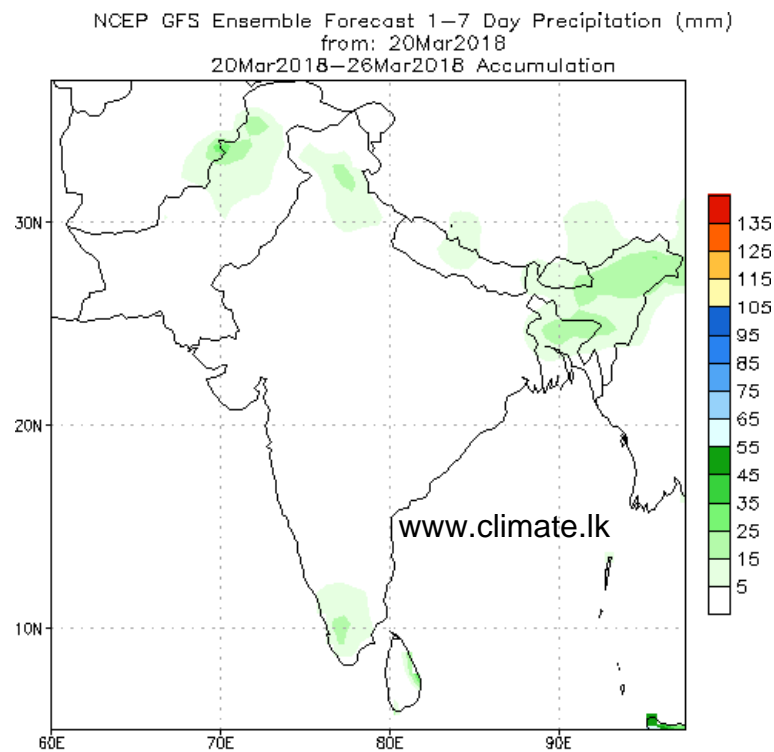 NCEP GFS Ensemble Forecast 1–7 Day Precipitation (mm)
from: 20Mar2018
20Mar2018–26Mar2018 Accumulation
30N
20N
10N
60E
70E
80E
90E
www.climate.lk
135
125
115
105
95
85
75
65
55
45
35
25
15
5